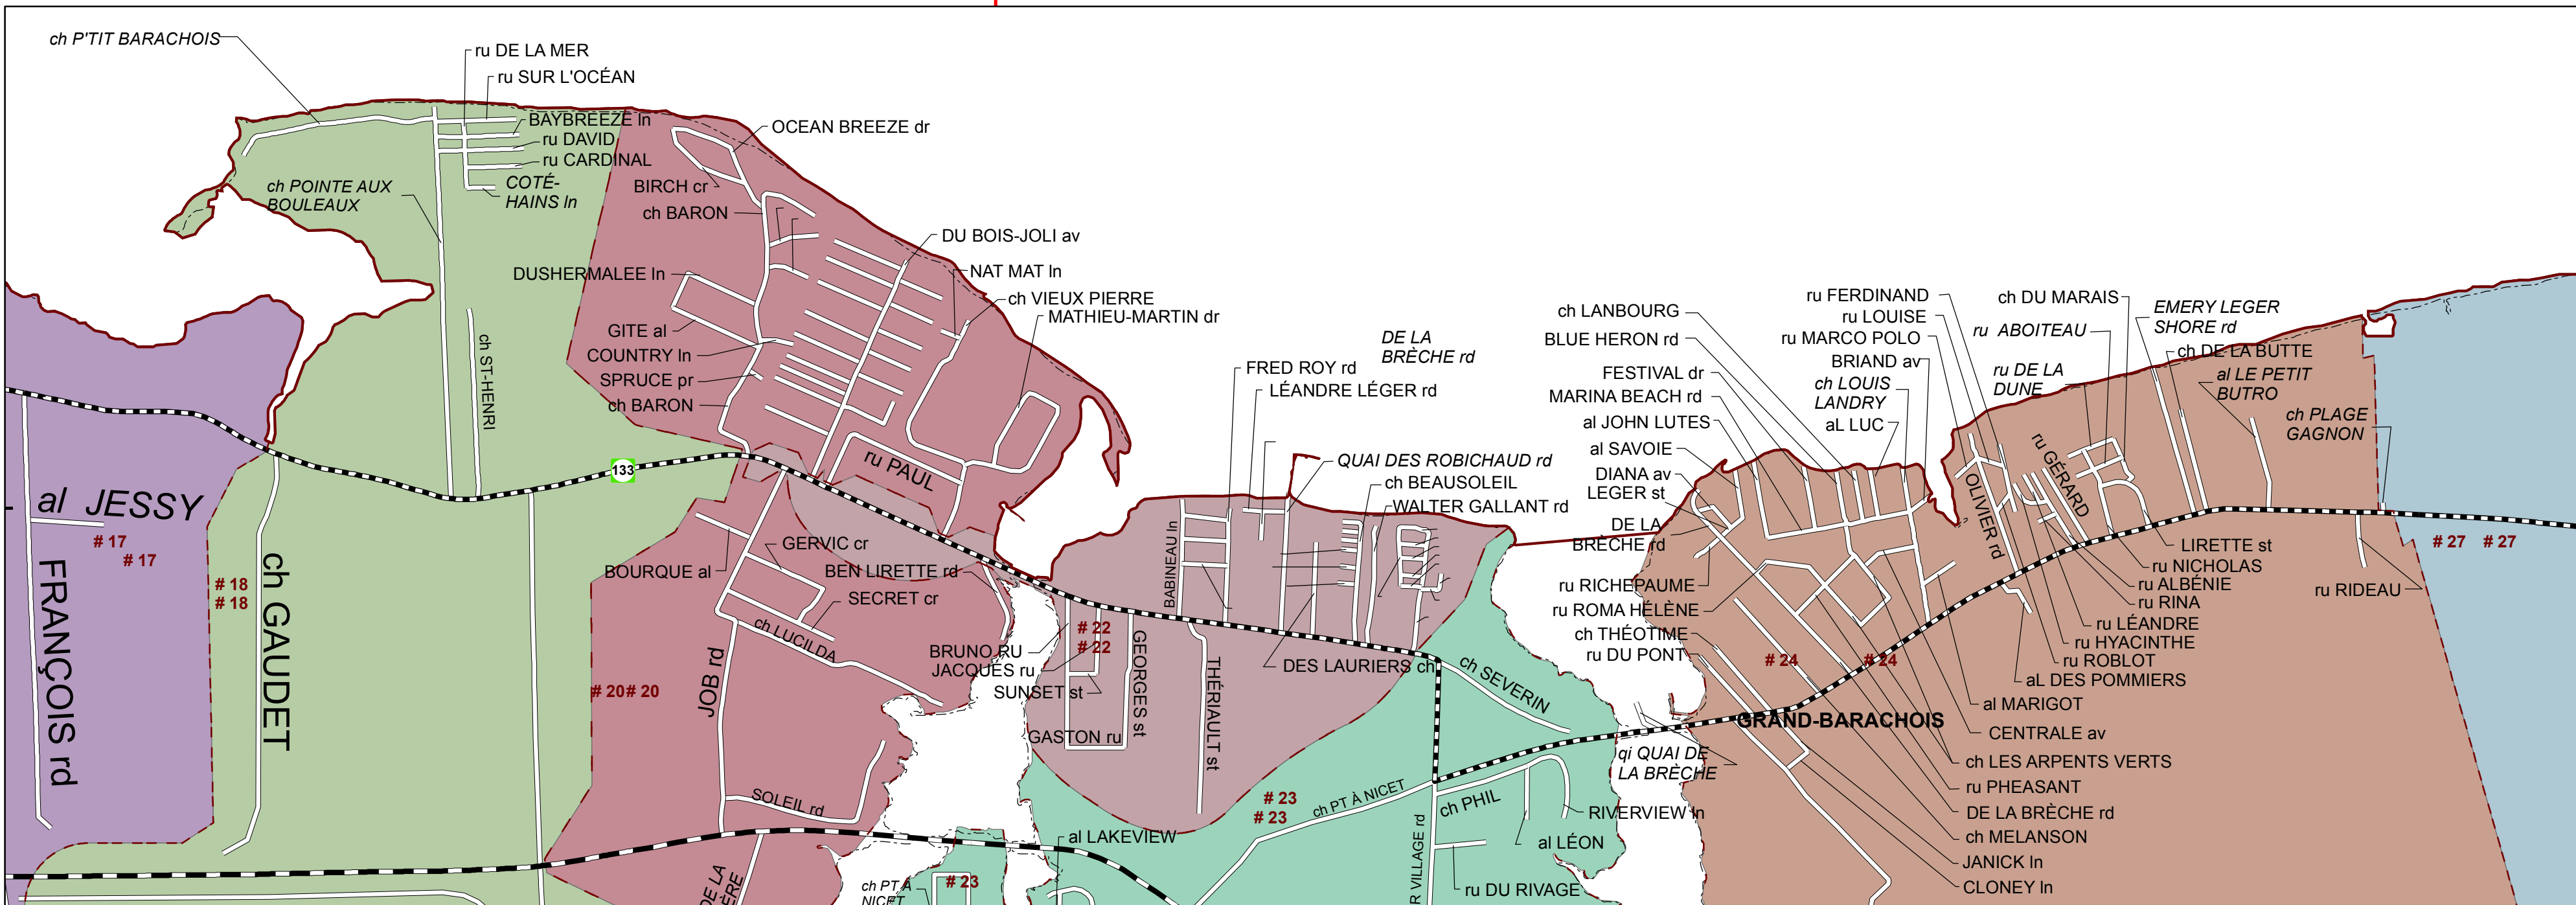 ch P'TIT BARACHOIS
ru DE LA MER
ru SUR L'OCÉAN
BAYBREEZE ln
ru DAVID
ru CARDINAL
COTÉ-
HAINS ln
ch POINTE AUX
BOULEAUX
ch ST-HENRI
OCEAN BREEZE dr
BIRCH cr
ch BARON
DU BOIS-JOLI av
DUSHERMALEE ln
NAT MAT ln
ch VIEUX PIERRE
MATHIEU-MARTIN dr
GITE al
COUNTRY ln
SPRUCE pr
ch BARON
133
ru PAUL
al JESSY
# 17
# 17
FRANÇOIS rd
# 18
# 18
ch GAUDET
BOURQUE al
GERVIC cr
BEN LIRETTE rd
SECRET cr
ch LUCILDA
JOB rd
# 20
# 20
SOLEIL rd
DE LA
BRUNO RU
JACQUES ru
SUNSET st
GASTON ru
# 22
# 22
GEORGES st
THÉRIAULT st
BABINEAU ln
FRED ROY rd
LÉANDRE LÉGER rd
DE LA
BRÈCHE rd
QUAI DES ROBICHAUD rd
ch BEAUSOLEIL
WALTER GALLANT rd
DES LAURIERS ch
ch SEVERIN
# 23
# 23
ch PT À NICET
ch PHIL
RIVERVIEW ln
al LÉON
ru DU RIVAGE
R VILLAGE rd
al LAKEVIEW
# 23
ch PT À
NICET
ch LANBOURG
BLUE HERON rd
FESTIVAL dr
MARINA BEACH rd
al JOHN LUTES
al SAVOIE
DIANA av
LEGER st
DE LA
BRÈCHE rd
ru RICHEPAUME
ru ROMA HÉLÈNE
ch THÉOTIME
ru DU PONT
qi QUAI DE
LA BRÈCHE
ru FERDINAND
ru LOUISE
ru MARCO POLO
BRIAND av
ch LOUIS
LANDRY
aL LUC
ch DU MARAIS
ru ABOITEAU
ru DE LA
DUNE
EMERY LEGER
SHORE rd
ch DE LA BUTTE
al LE PETIT
BUTRO
ch PLAGE
GAGNON
OLIVIER rd
ru GÉRARD
LIRETTE st
ru NICHOLAS
ru ALBÉNIE
ru RINA
ru LÉANDRE
ru HYACINTHE
ru ROBLOT
aL DES POMMIERS
al MARIGOT
CENTRALE av
ch LES ARPENTS VERTS
ru PHEASANT
DE LA BRÈCHE rd
ch MELANSON
JANICK ln
CLONEY ln
# 24
# 24
GRAND-BARACHOIS
ru RIDEAU
# 27
# 27